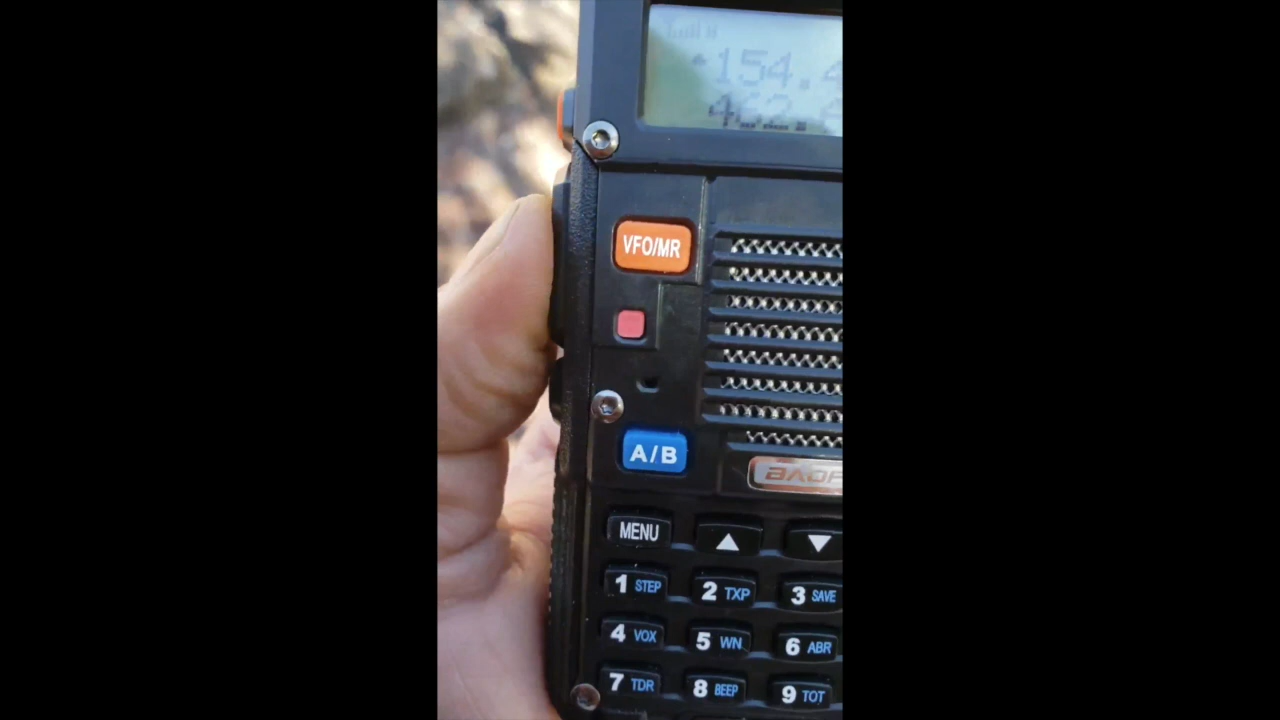 154.4
462.
VFO/MR
A/B
BAOF
MENU ▲ ▼
1 STEP 2 TXP 3 SAVE
4 VOX 5 WN 6 ABR
7 TDR 8 BEEP 9 TOT